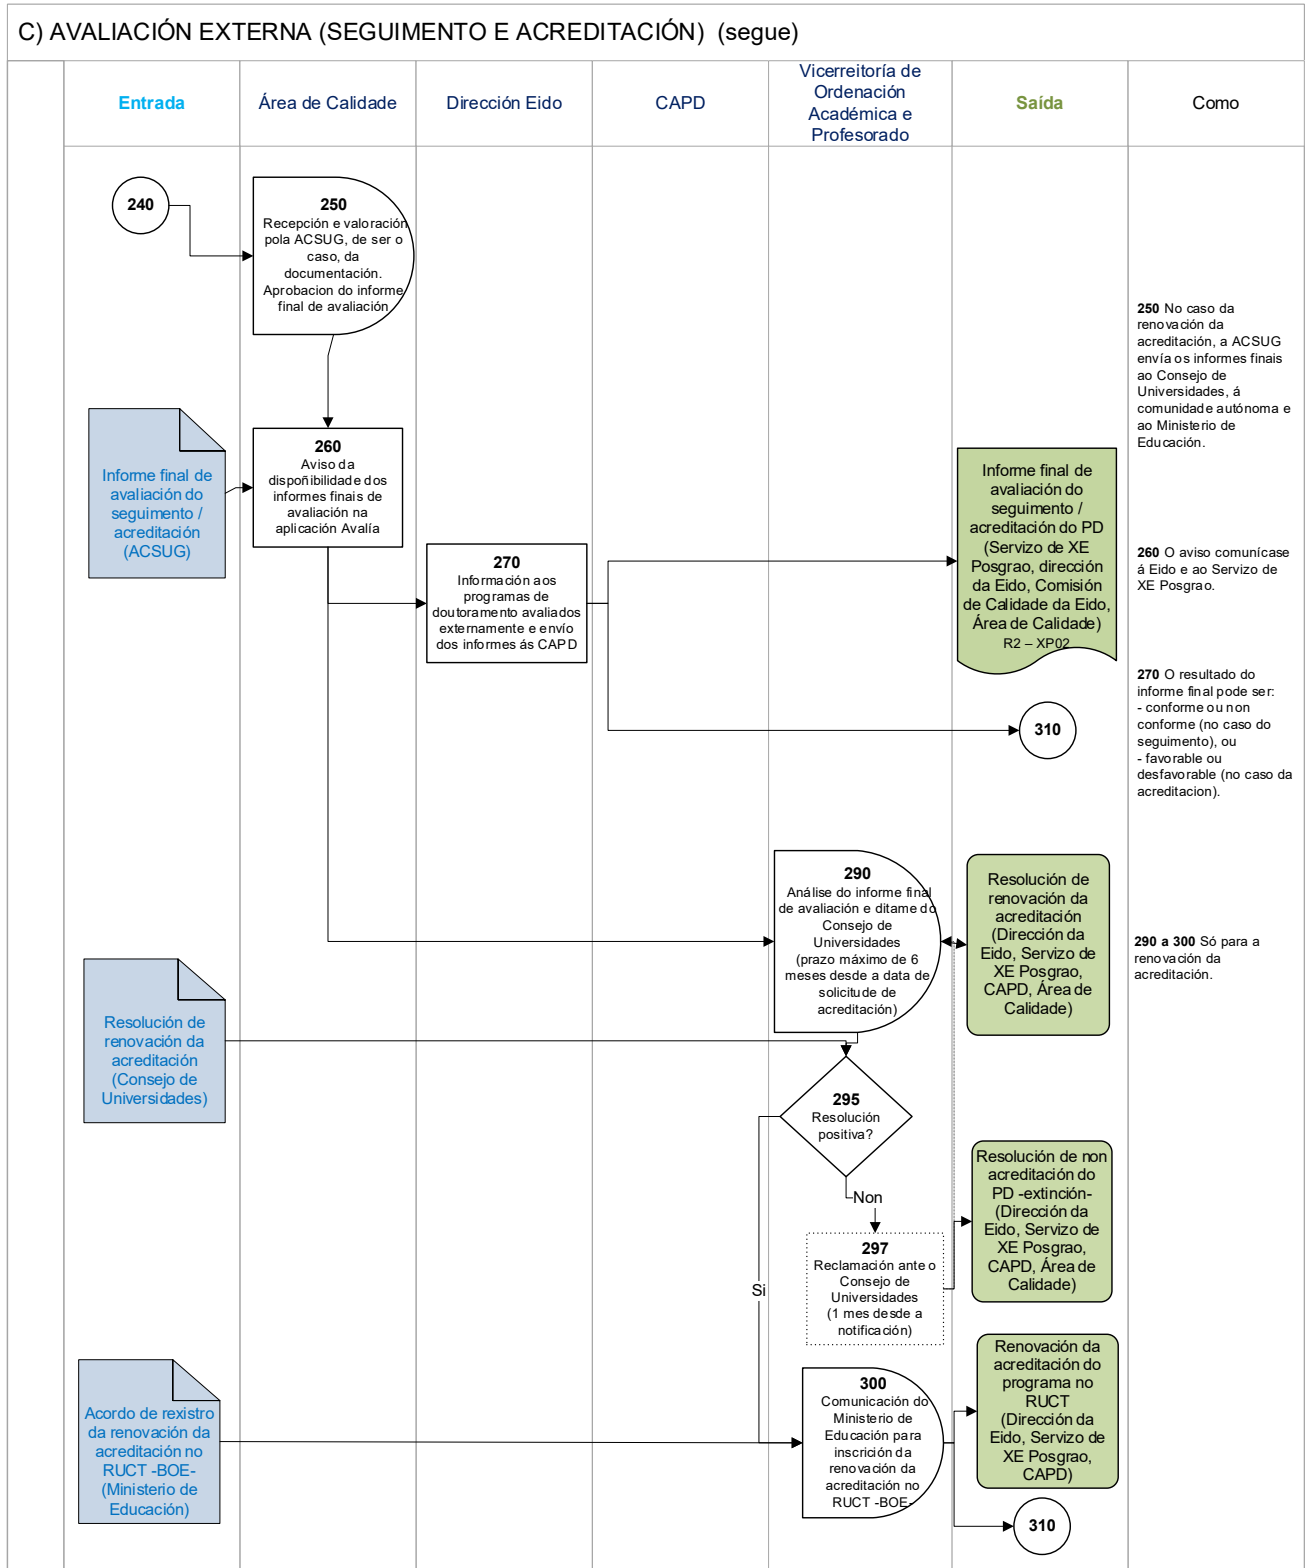 C) AVALIACIÓN EXTERNA (SEGUIMENTO E ACREDITACIÓN)  (segue)
Entrada
Área de Calidade
Dirección Eido
CAPD
Vicerreitoría de
Ordenación
Académica e
Profesorado
Saída
Como
240
250
Recepción e valoración
pola ACSUG, de ser o
caso, da
documentación.
Aprobacion do informe
final de avaliación
250 No caso da
renovación da
acreditación, a ACSUG
envía os informes finais
ao Consejo de
Universidades, á
comunidade autónoma e
ao Ministerio de
Educación.
Informe final de
avaliación do
seguimento /
acreditación
(ACSUG)
260
Aviso da
dispoñibilidade dos
informes finais de
avaliación na
aplicación Avalía
Informe final de
avaliación do
seguimento /
acreditación do PD
(Servizo de XE
Posgrao, dirección
da Eido, Comisión
de Calidade da Eido,
Área de Calidade)
R2 – XP02
260 O aviso comunícase
á Eido e ao Servizo de
XE Posgrao.
270
Información aos
programas de
doutoramento avaliados
externamente e envío
dos informes ás CAPD
310
270 O resultado do
informe final pode ser:
- conforme ou non
conforme (no caso do
seguimento), ou
- favorable ou
desfavorable (no caso da
acreditacion).
290
Análise do informe final
de avaliación e ditame do
Consejo de
Universidades
(prazo máximo de 6
meses desde a data de
solicitude de
acreditación)
Resolución de
renovación da
acreditación
(Dirección da
Eido, Servizo de
XE Posgrao,
CAPD, Área de
Calidade)
290 a 300 Só para a
renovación da
acreditación.
Resolución de
renovación da
acreditación
(Consejo de
Universidades)
295
Resolución
positiva?
Non
Si
297
Reclamación ante o
Consejo de
Universidades
(1 mes desde a
notificación)
Resolución de non
acreditación do
PD -extinción-
(Dirección da
Eido, Servizo de
XE Posgrao,
CAPD, Área de
Calidade)
Acordo de rexistro
da renovación da
acreditación no
RUCT -BOE-
(Ministerio de
Educación)
300
Comunicación do
Ministerio de
Educación para
inscrición da
renovación da
acreditación no
RUCT -BOE-
Renovación da
acreditación do
programa no
RUCT
(Dirección da
Eido, Servizo de
XE Posgrao,
CAPD)
310